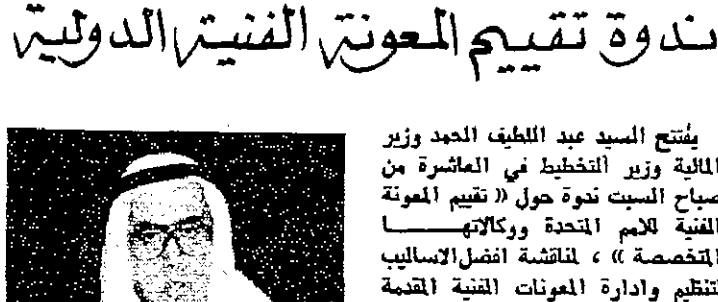 ندوة تقييم المعونة الفنية الدولية
يفتتح السيد عبد اللطيف الحمد وزير
المالية وزير التخطيط في العاشرة من
صباح السبت ندوة حول (( تقييم المعونة
الفنية للامم المتحدة ووكالاتهــــا
المتخصصة )) ، لمناقشة افضل الاساليب
لتنظيم وادارة المعونات الفنية المقدمة